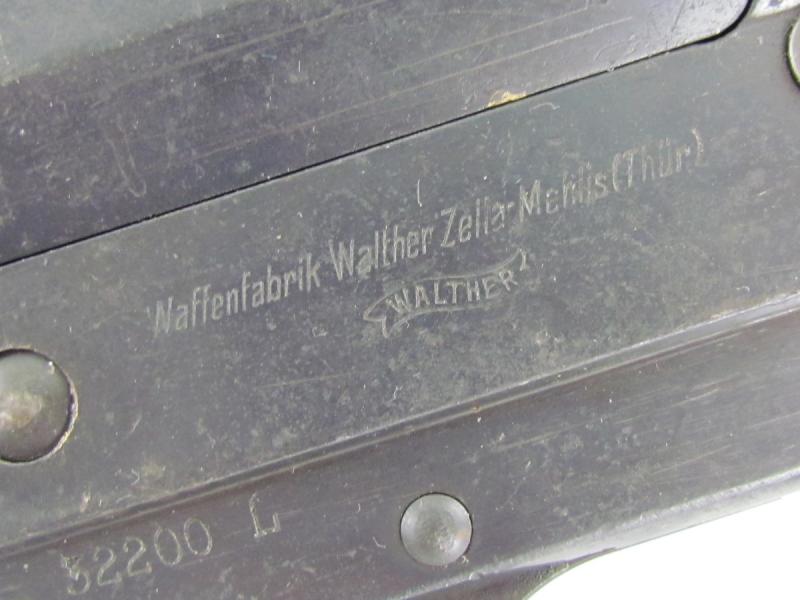 Waffenfabrik Walther Zella-Mehlis (Thür.)
WALTHER
32200 L